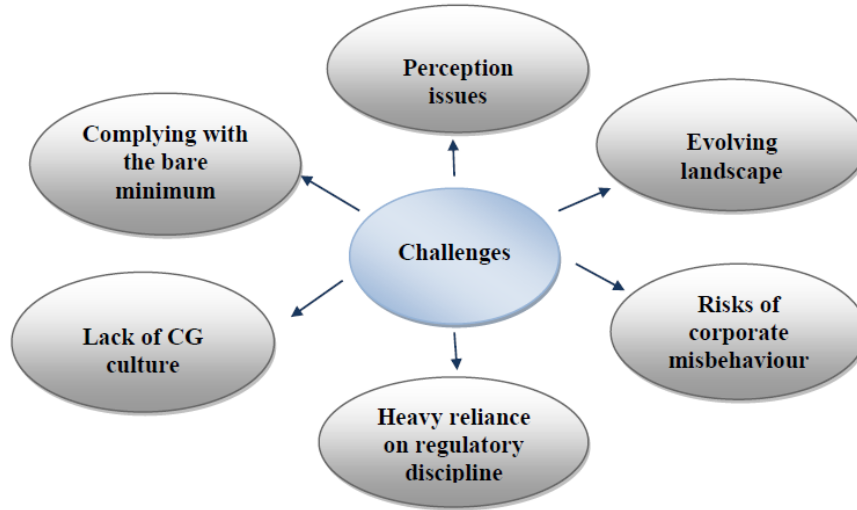 Perception
issues
Complying with
the bare
minimum
Evolving
landscape
Challenges
Lack of CG
culture
Risks of
corporate
misbehaviour
Heavy reliance
on regulatory
discipline